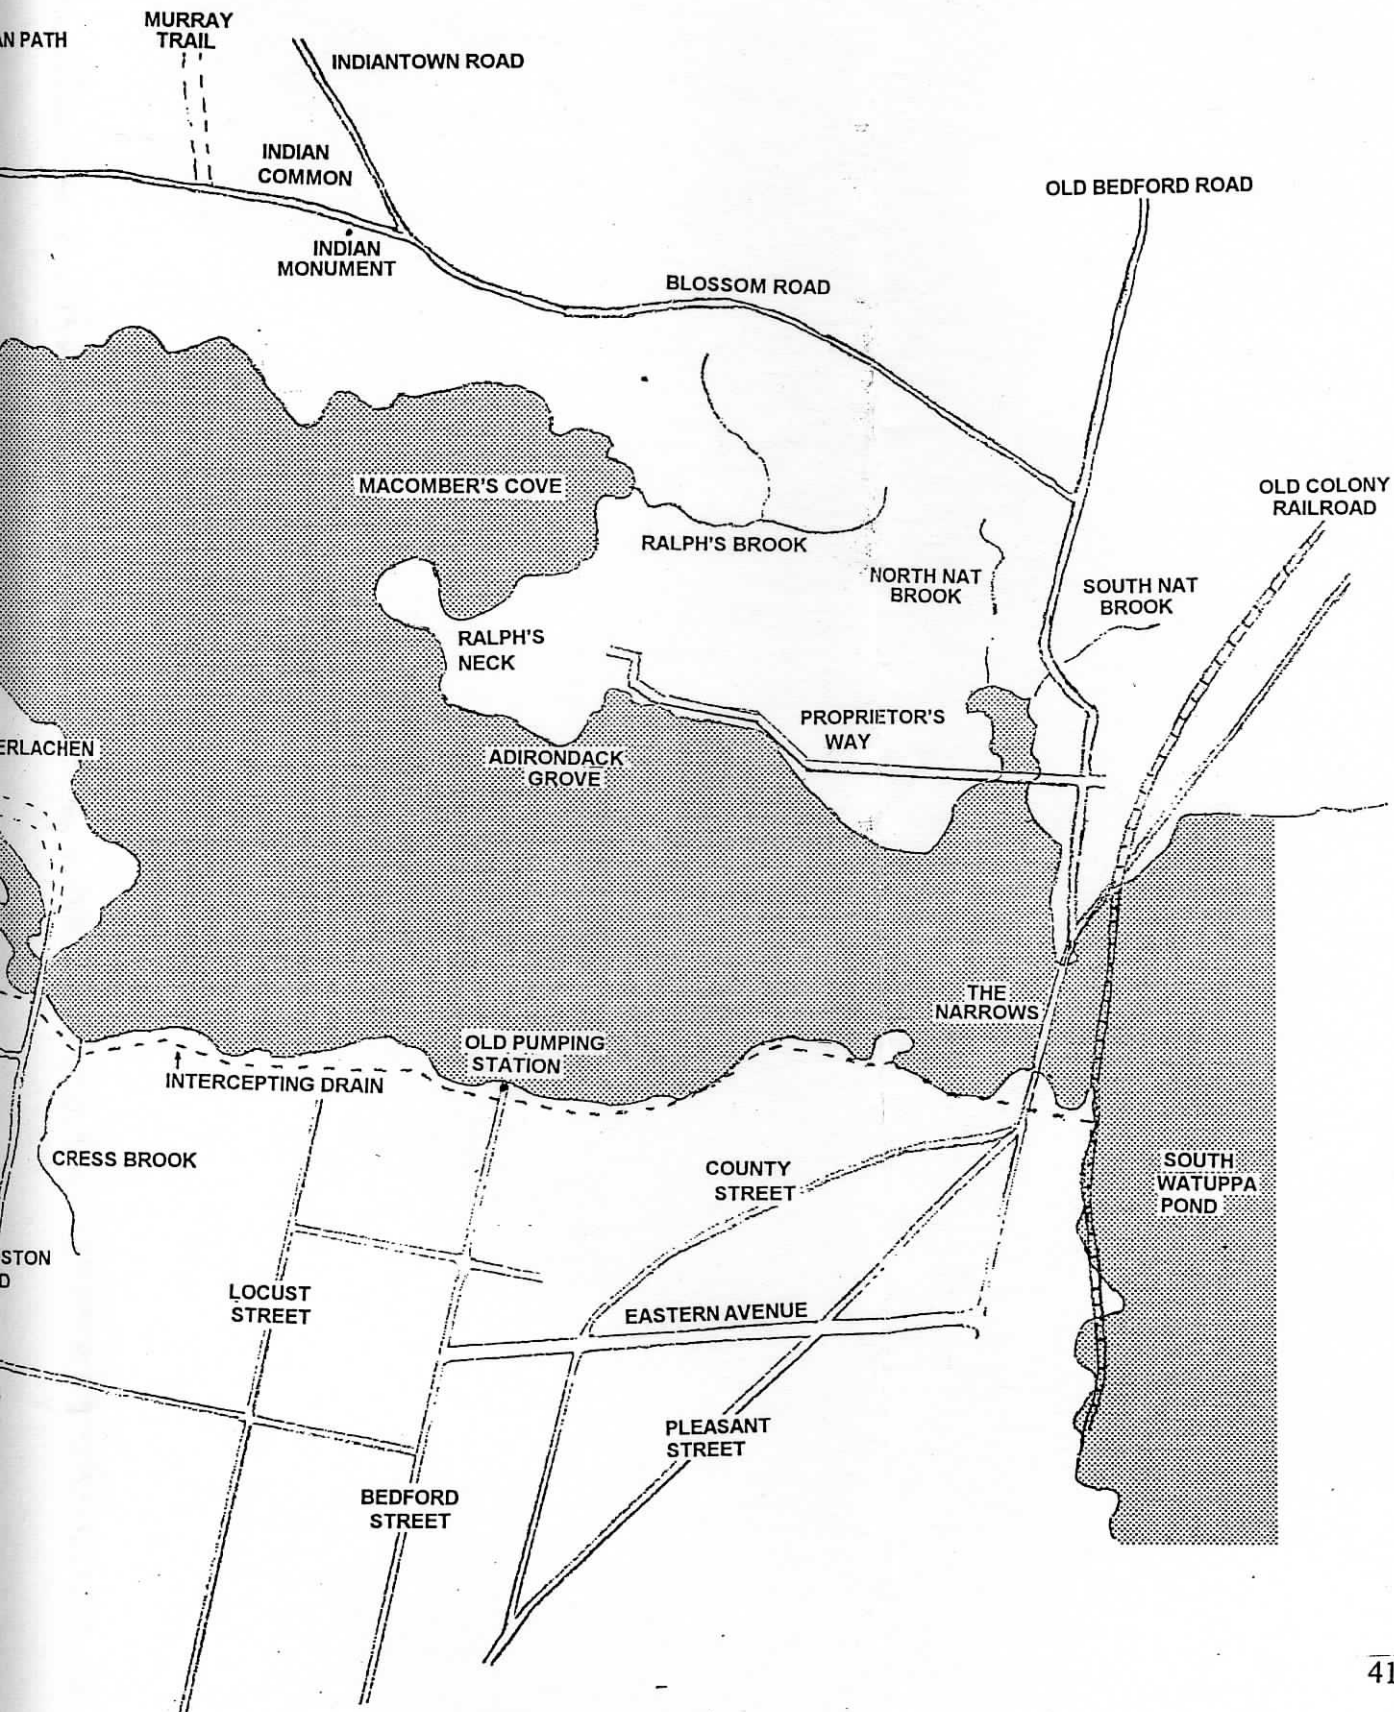 MURRAY
TRAIL
AN PATH
INDIANTOWN ROAD
INDIAN
COMMON
OLD BEDFORD ROAD
INDIAN
MONUMENT
BLOSSOM ROAD
MACOMBER'S COVE
OLD COLONY
RAILROAD
RALPH'S BROOK
NORTH NAT
BROOK
SOUTH NAT
BROOK
RALPH'S
NECK
PROPRIETOR'S
WAY
ERLACHEN
ADIRONDACK
GROVE
THE
NARROWS
OLD PUMPING
STATION
INTERCEPTING DRAIN
CRESS BROOK
COUNTY
STREET
SOUTH
WATUPPA
POND
STON
D
LOCUST
STREET
EASTERN AVENUE
PLEASANT
STREET
BEDFORD
STREET
41